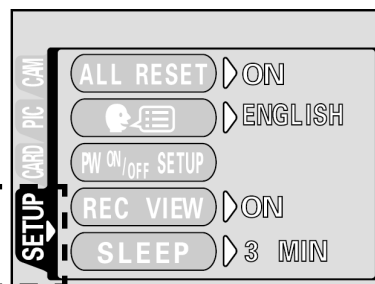 CAM
PIC
CARD
SETUP
ALL RESET ON
ENGLISH
PW ON/OFF SETUP
REC VIEW ON
SLEEP 3 MIN